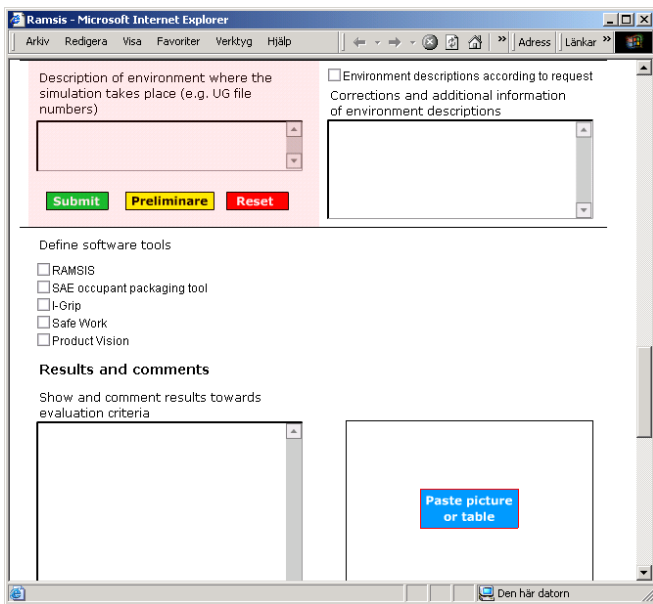 Ramsis - Microsoft Internet Explorer
Arkiv Redigera Visa Favoriter Verktyg Hjälp » Adress Länkar »
Description of environment where the
simulation takes place (e.g. UG file
numbers)
Submit Preliminare Reset
Environment descriptions according to request
Corrections and additional information
of environment descriptions
Define software tools
RAMSIS
SAE occupant packaging tool
I-Grip
Safe Work
Product Vision
Results and comments
Show and comment results towards
evaluation criteria
Paste picture
or table
Den här datorn